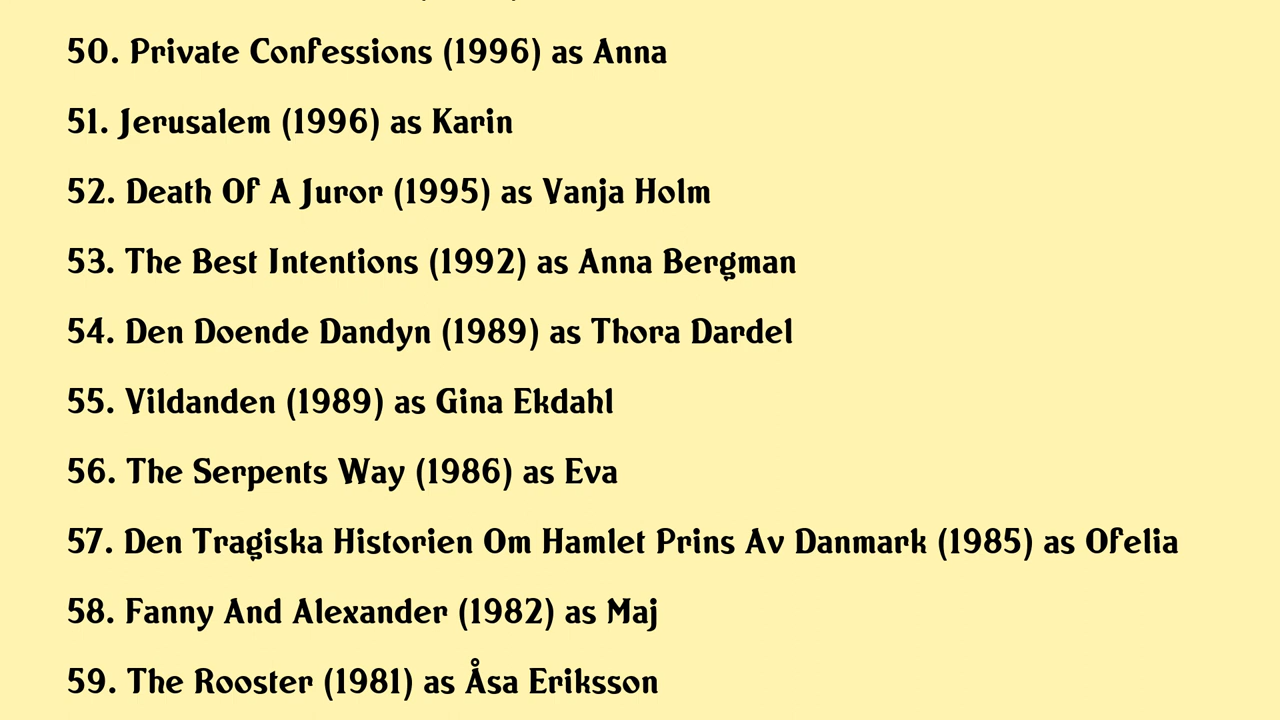 50. Private Confessions (1996) as Anna
51. Jerusalem (1996) as Karin
52. Death Of A Juror (1995) as Vanja Holm
53. The Best Intentions (1992) as Anna Bergman
54. Den Doende Dandyn (1989) as Thora Dardel
55. Vildanden (1989) as Gina Ekdahl
56. The Serpents Way (1986) as Eva
57. Den Tragiska Historien Om Hamlet Prins Av Danmark (1985) as Ofelia
58. Fanny And Alexander (1982) as Maj
59. The Rooster (1981) as Åsa Eriksson